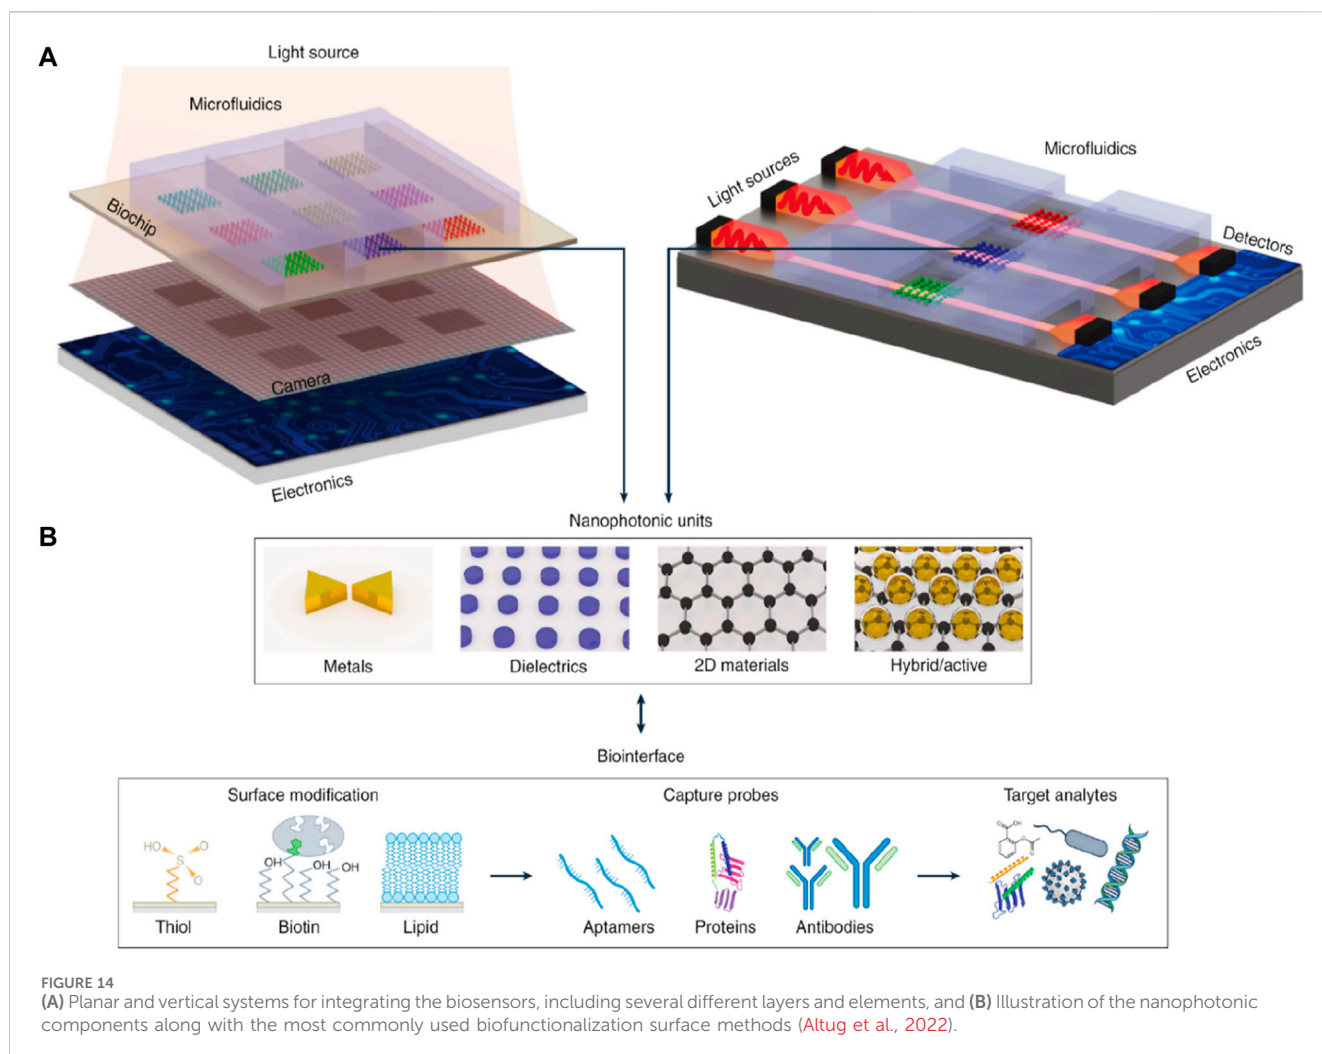 A
Light source
Microfluidics
Biochip
Camera
Electronics
Light sources
Microfluidics
Detectors
Electronics
B
Nanophotonic units
Metals
Dielectrics
2D materials
Hybrid/active
Biointerface
Surface modification
Capture probes
Target analytes
HO
S
O
O
OH
OH
OH
O
OH
O
O
Thiol
Biotin
Lipid
Aptamers
Proteins
Antibodies
FIGURE 14
(A) Planar and vertical systems for integrating the biosensors, including several different layers and elements, and (B) Illustration of the nanophotonic
components along with the most commonly used biofunctionalization surface methods (Altug et al., 2022).